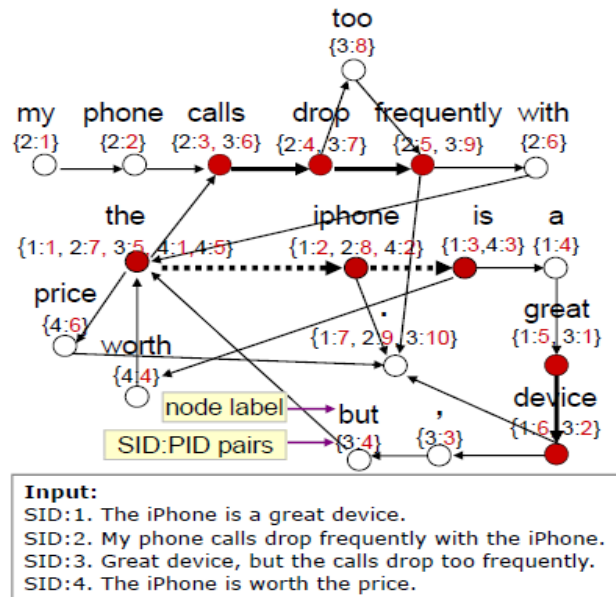 too
{3:8}
my phone calls drop frequently with
{2:1} {2:2} {2:3, 3:6} {2:4, 3:7} {2:5, 3:9} {2:6}
the iphone is a
{1:1, 2:7, 3:5, 4:1,4:5} {1:2, 2:8, 4:2} {1:3,4:3} {1:4}
price . great
{4:6} {1:7, 2:9, 3:10} {1:5, 3:1}
worth
{4:4}
node label but , device
SID:PID pairs {3:4} {3:3} {1:6, 3:2}
Input:
SID:1. The iPhone is a great device.
SID:2. My phone calls drop frequently with the iPhone.
SID:3. Great device, but the calls drop too frequently.
SID:4. The iPhone is worth the price.